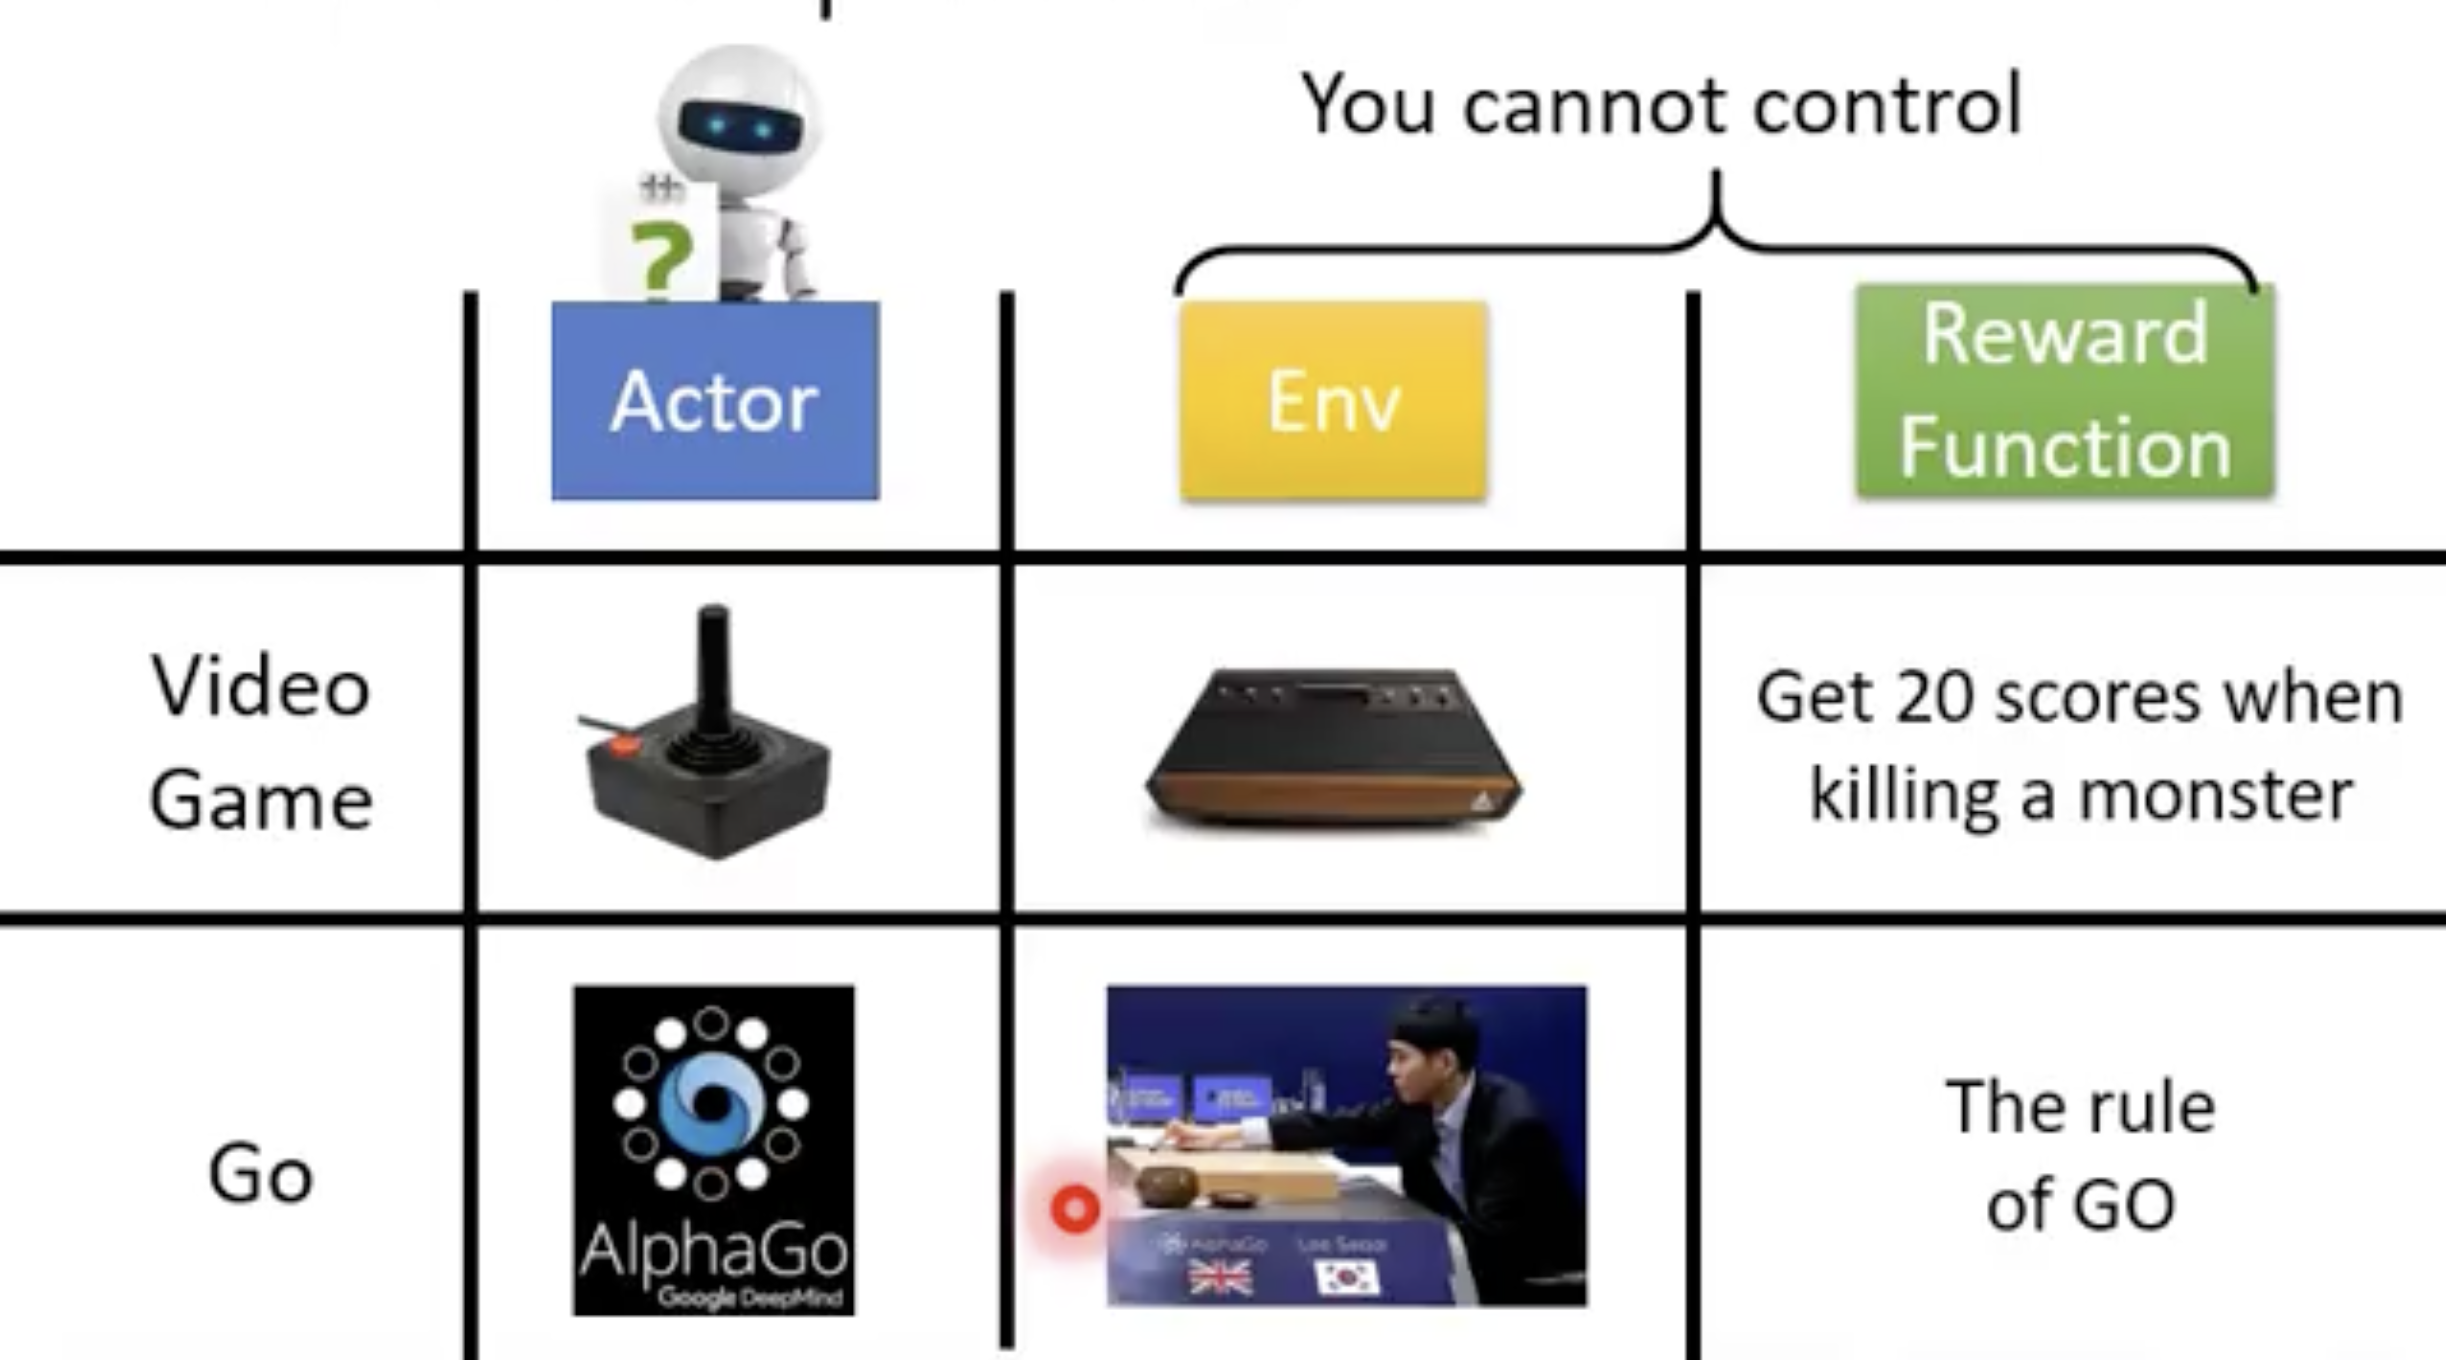 You cannot control
?
Actor
Env
Reward
Function
Video
Game
Get 20 scores when
killing a monster
Go
AlphaGo
Google DeepMind
AlphaGo
Lee Sedol
The rule
of GO